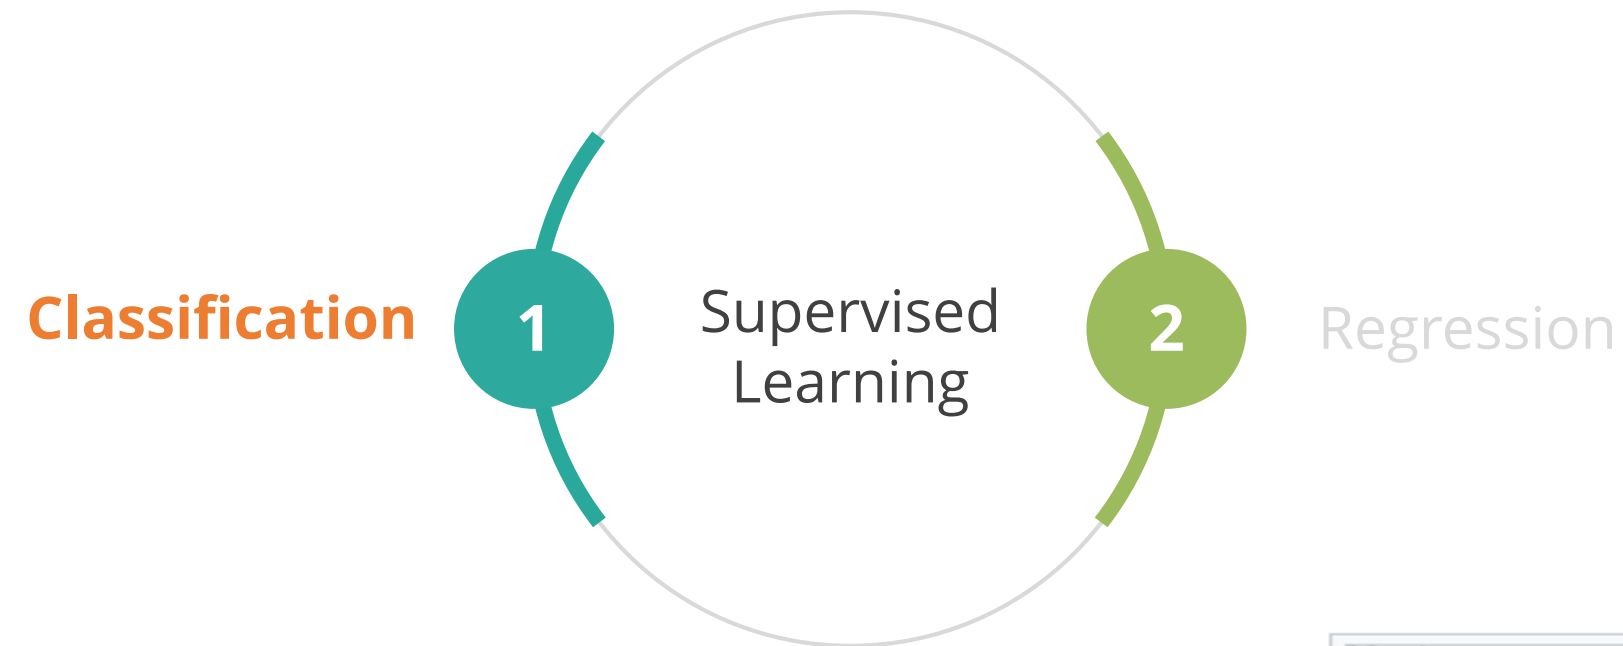 Classification
1
Supervised
Learning
2
Regression